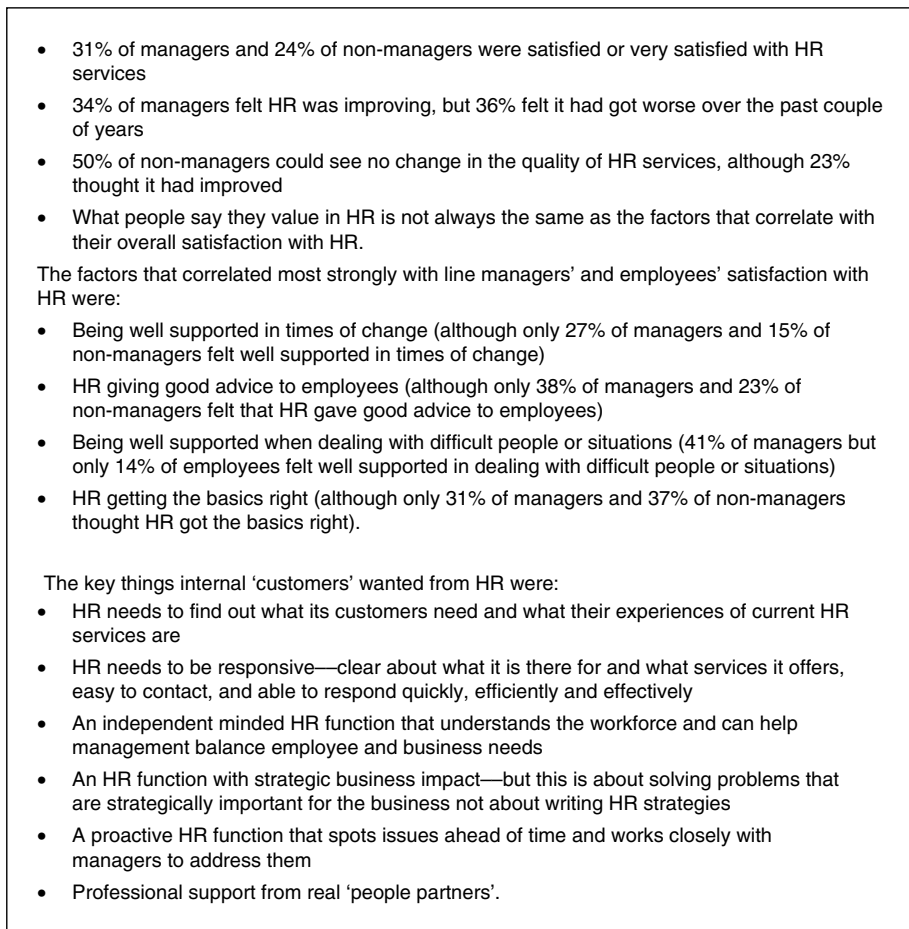 • 31% of managers and 24% of non-managers were satisfied or very satisfied with HR
services
• 34% of managers felt HR was improving, but 36% felt it had got worse over the past couple
of years
• 50% of non-managers could see no change in the quality of HR services, although 23%
thought it had improved
• What people say they value in HR is not always the same as the factors that correlate with
their overall satisfaction with HR.
The factors that correlated most strongly with line managers’ and employees’ satisfaction with
HR were:
• Being well supported in times of change (although only 27% of managers and 15% of
non-managers felt well supported in times of change)
• HR giving good advice to employees (although only 38% of managers and 23% of
non-managers felt that HR gave good advice to employees)
• Being well supported when dealing with difficult people or situations (41% of managers but
only 14% of employees felt well supported in dealing with difficult people or situations)
• HR getting the basics right (although only 31% of managers and 37% of non-managers
thought HR got the basics right).
The key things internal ‘customers’ wanted from HR were:
• HR needs to find out what its customers need and what their experiences of current HR
services are
• HR needs to be responsive—clear about what it is there for and what services it offers,
easy to contact, and able to respond quickly, efficiently and effectively
• An independent minded HR function that understands the workforce and can help
management balance employee and business needs
• An HR function with strategic business impact—but this is about solving problems that
are strategically important for the business not about writing HR strategies
• A proactive HR function that spots issues ahead of time and works closely with
managers to address them
• Professional support from real ‘people partners’.